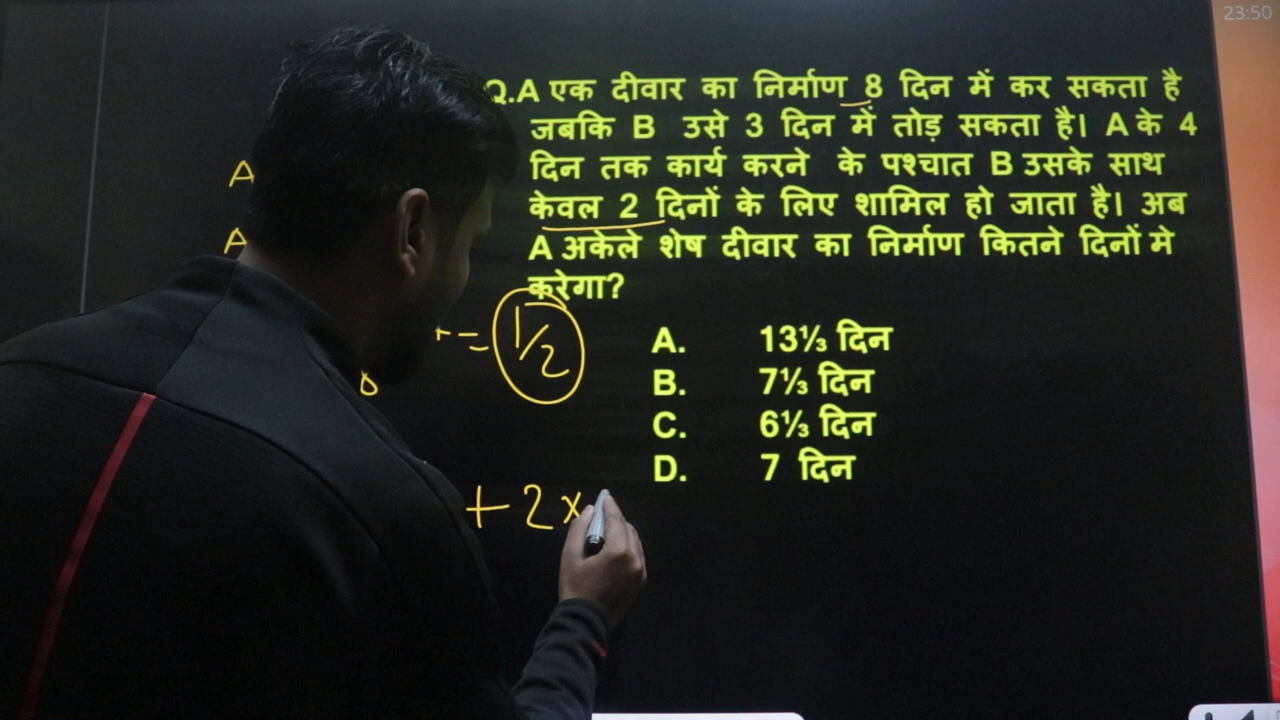 23:50
Q.A एक दीवार का निर्माण 8 दिन में कर सकता है
जबकि B उसे 3 दिन में तोड़ सकता है। A के 4
दिन तक कार्य करने के पश्चात B उसके साथ
केवल 2 दिनों के लिए शामिल हो जाता है। अब
A अकेले शेष दीवार का निर्माण कितने दिनों मे
करेगा?
A
A
= 1/2
A. 13⅓ दिन
B. 7⅓ दिन
C. 6⅓ दिन
D. 7 दिन
+ 2 x